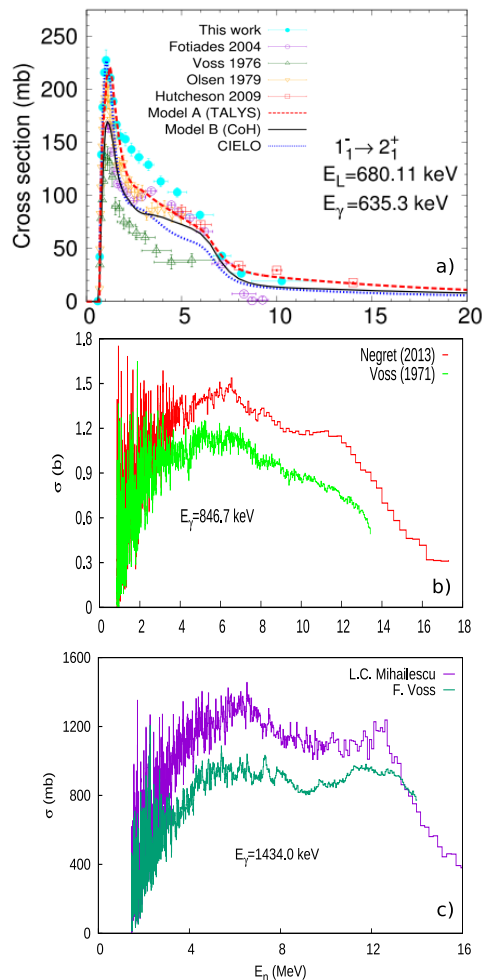 This work
Fotiades 2004
Voss 1976
Olsen 1979
Hutcheson 2009
Model A (TALYS)
Model B (CoH)
CIELO
1₁⁻→ 2₁⁺
E_L=680.11 keV
E_γ=635.3 keV
a)
Cross section (mb)
250
200
150
100
50
0
0 5 10 15 20
Negret (2013)
Voss (1971)
E_γ=846.7 keV
b)
σ (b)
1.8
1.5
1.2
0.9
0.6
0.3
0
0 2 4 6 8 10 12 14 16 18
L.C. Mihailescu
F. Voss
E_γ=1434.0 keV
c)
σ (mb)
1600
1200
800
400
0
0 4 8 12 16
E_n (MeV)